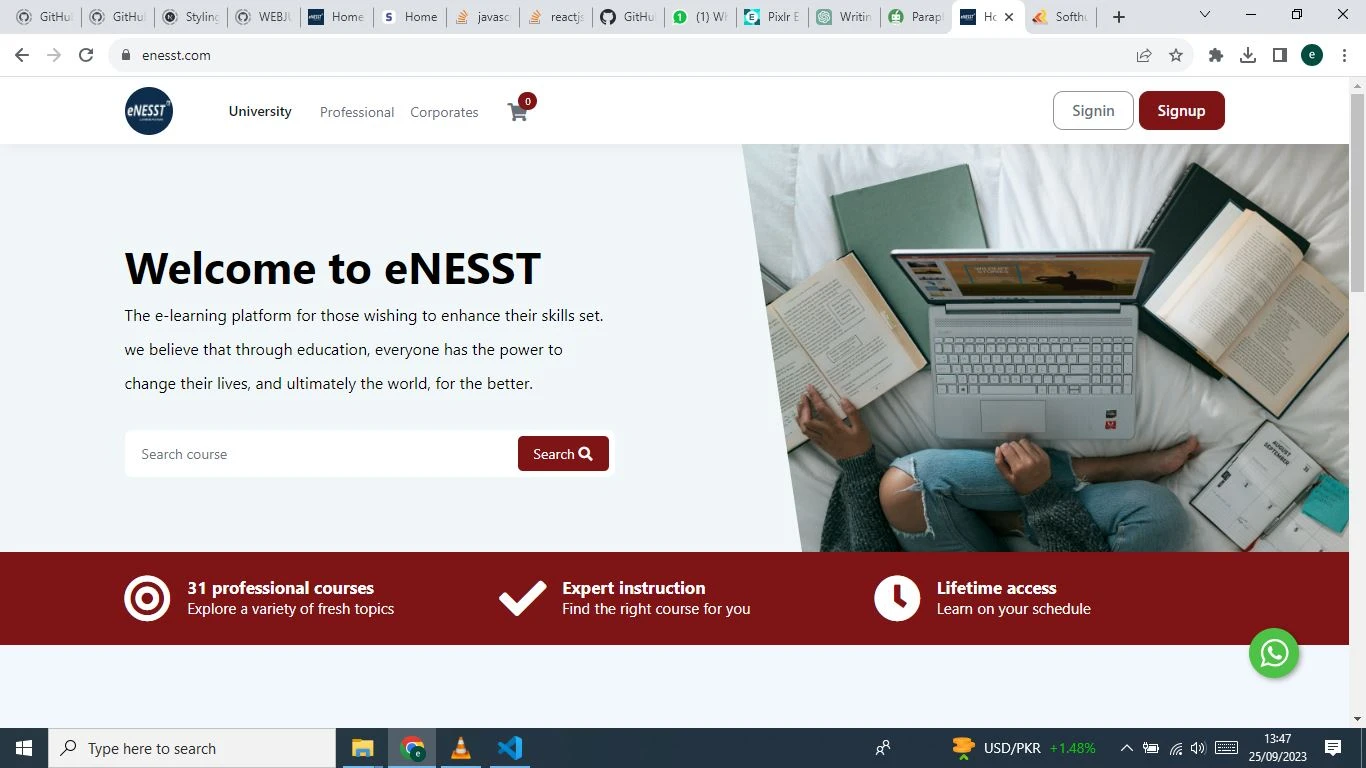 GitHu
GitHu
Styling
WEBJU
Home
Home
javasc
reactjs
GitHu
(1) Wh
Pixlr E
Writin
Parap
Ho
Softhu
enesst.com
e
eNESST
University
Professional
Corporates
0
Signin
Signup
Welcome to eNESST
The e-learning platform for those wishing to enhance their skills set.
we believe that through education, everyone has the power to
change their lives, and ultimately the world, for the better.
Search course
Search
WILDLIFE
STORIES
AUGUST
SEPTEMBER
31 professional courses
Explore a variety of fresh topics
Expert instruction
Find the right course for you
Lifetime access
Learn on your schedule
Type here to search
USD/PKR +1.48%
13:47
25/09/2023